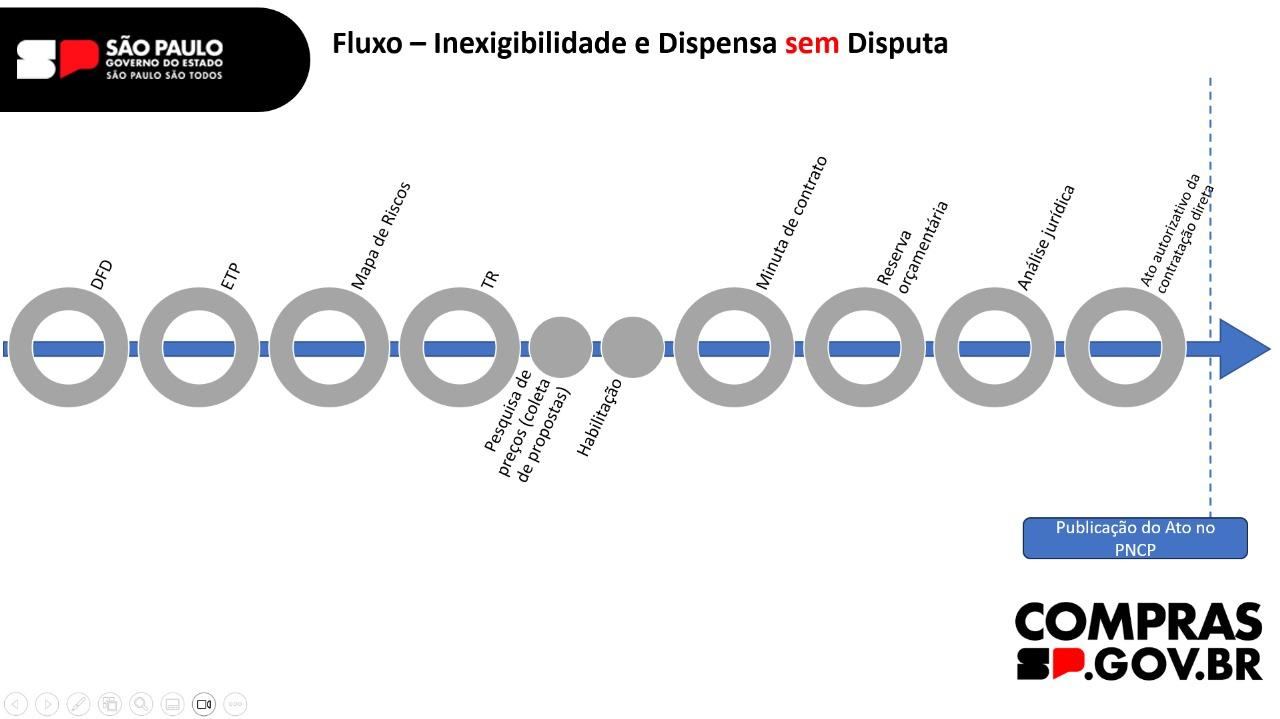 SÃO PAULO
GOVERNO DO ESTADO
SÃO PAULO SÃO TODOS
Fluxo – Inexigibilidade e Dispensa sem Disputa
DFD
ETP
Mapa de Riscos
TR
Pesquisa de
preços (coleta
de propostas)
Habilitação
Minuta de contrato
Reserva
orçamentária
Análise jurídica
Ato autorizativo da
contratação direta
Publicação do Ato no
PNCP
COMPRAS
SP.GOV.BR